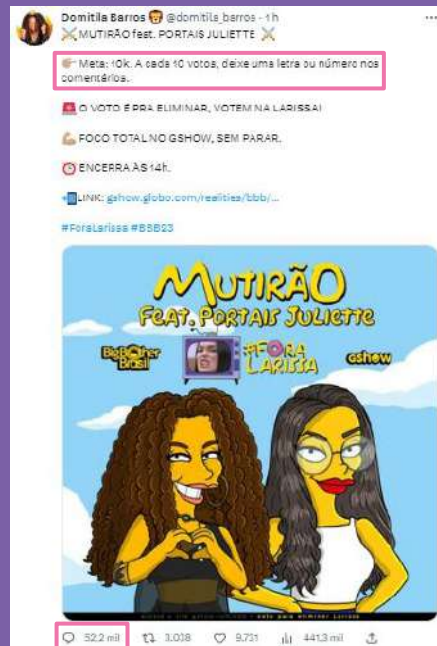 Domitila Barros @domitila_barros · 1 h
MUTIRÃO feat. PORTAIS JULIETTE
Meta: 10k. A cada 10 votos, deixe uma letra ou número nos
comentários.
O VOTO É PRA ELIMINAR, VOTEM NA LARISSA!
FOCO TOTAL NO GSHOW, SEM PARAR.
ENCERRA ÀS 14h.
LINK: gshow.globo.com/realities/bbb/...
#ForaLarissa #BBB23
MUTIRÃO
FEAT. PORTAIS JULIETTE
Big Brother
Brasil
#FORA
LARISSA
gshow
52,2 mil 3.038 9.731 441,3 mil